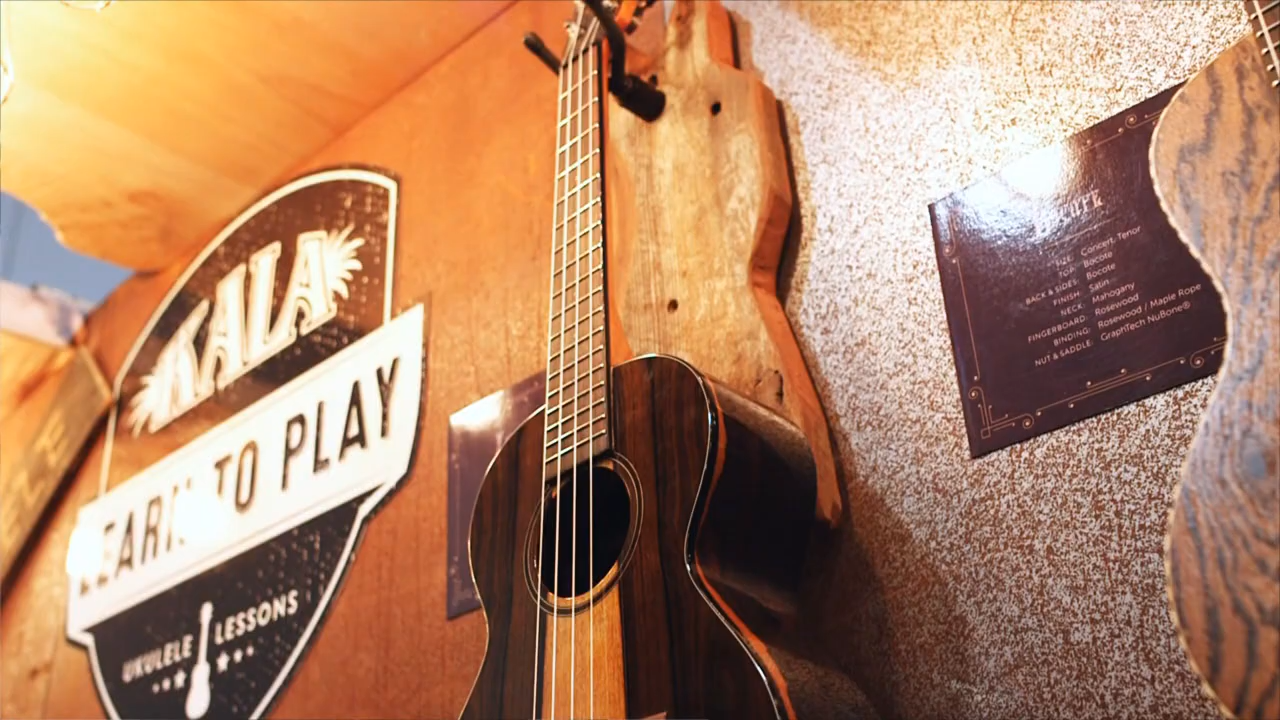 KALA
LEARN TO PLAY
UKULELE LESSONS
SIZE: Concert, Tenor
TOP: Bocote
BACK & SIDES: Bocote
FINISH: Satin
NECK: Mahogany
FINGERBOARD: Rosewood
BINDING: Rosewood / Maple Rope
NUT & SADDLE: GraphTech NuBone®